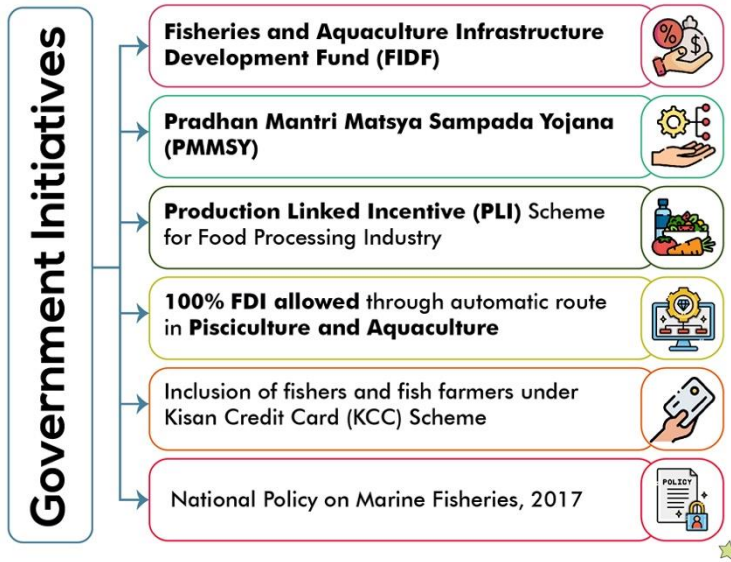 Government Initiatives
Fisheries and Aquaculture Infrastructure
Development Fund (FIDF)
Pradhan Mantri Matsya Sampada Yojana
(PMMSY)
Production Linked Incentive (PLI) Scheme
for Food Processing Industry
100% FDI allowed through automatic route
in Pisciculture and Aquaculture
Inclusion of fishers and fish farmers under
Kisan Credit Card (KCC) Scheme
National Policy on Marine Fisheries, 2017
POLICY